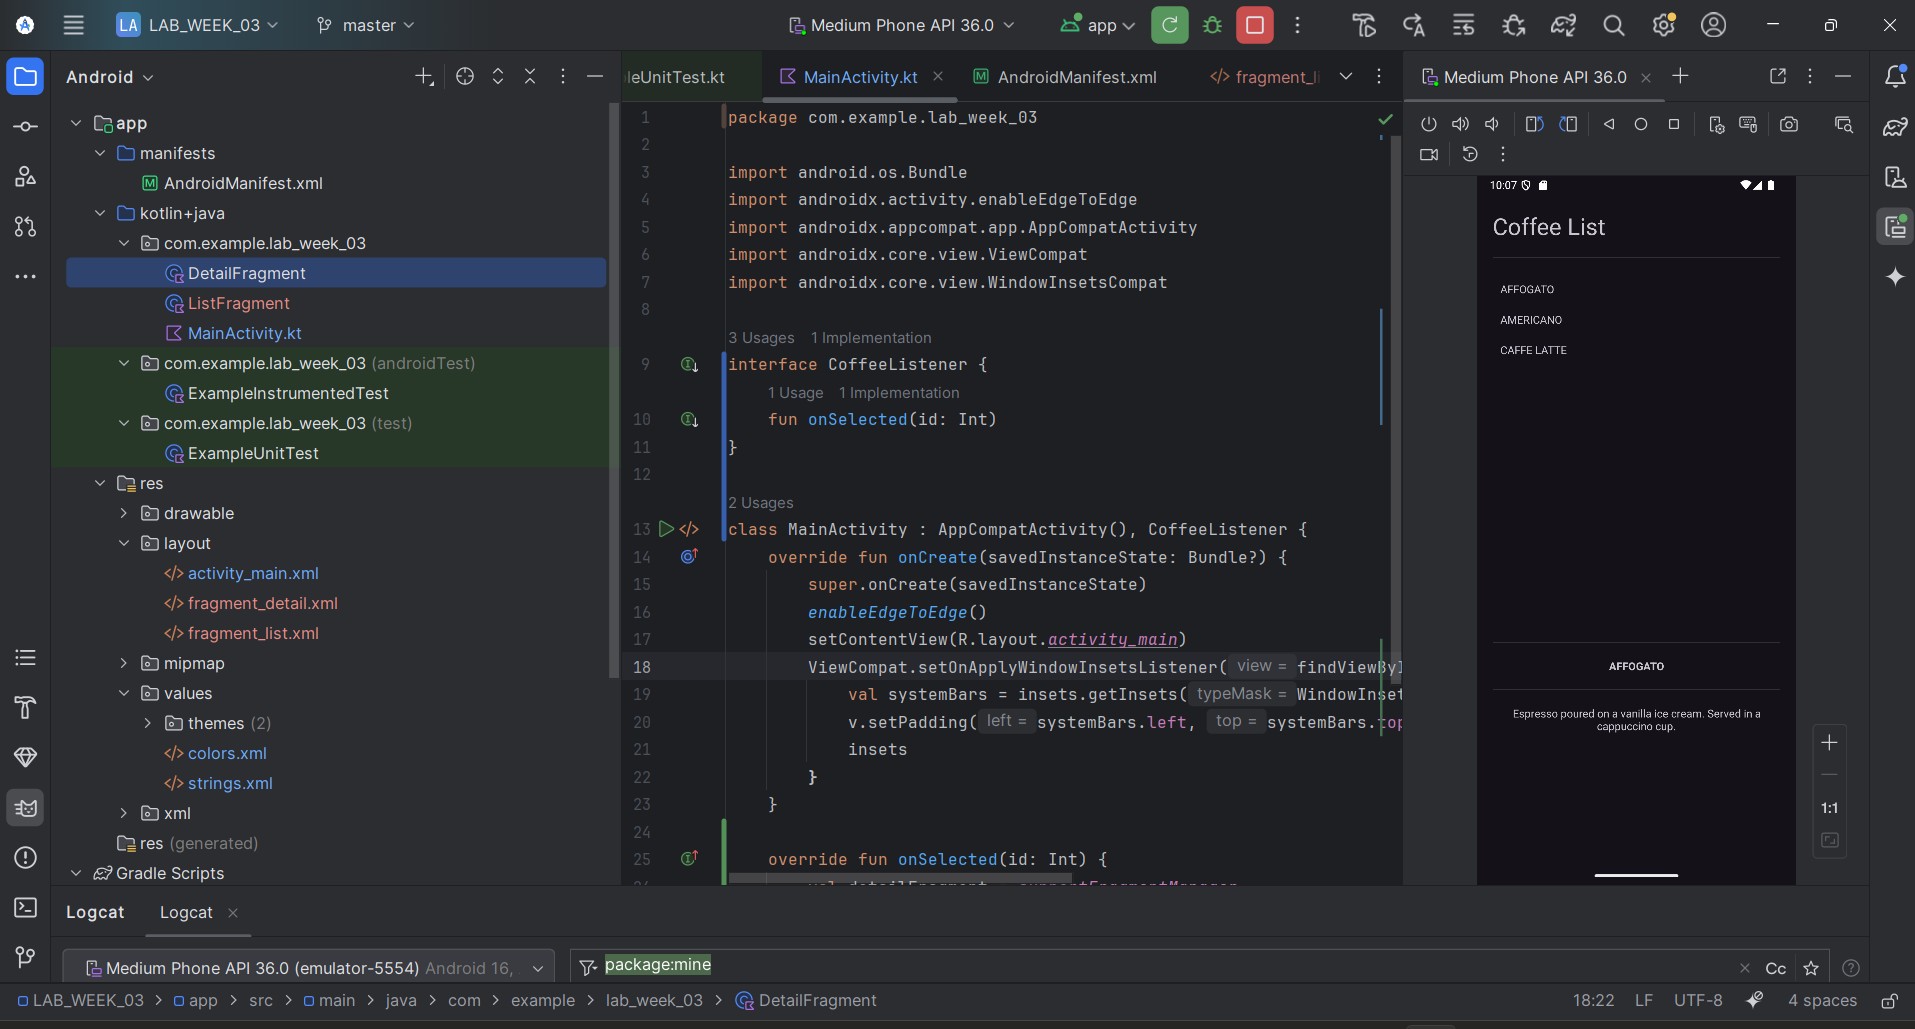 LA LAB_WEEK_03 master Medium Phone API 36.0 app
Android
app
manifests
AndroidManifest.xml
kotlin+java
com.example.lab_week_03
DetailFragment
ListFragment
MainActivity.kt
com.example.lab_week_03 (androidTest)
ExampleInstrumentedTest
com.example.lab_week_03 (test)
ExampleUnitTest
res
drawable
layout
activity_main.xml
fragment_detail.xml
fragment_list.xml
mipmap
values
themes (2)
colors.xml
strings.xml
xml
res (generated)
Gradle Scripts
leUnitTest.kt MainActivity.kt AndroidManifest.xml fragment_li
1 package com.example.lab_week_03
2
3 import android.os.Bundle
4 import androidx.activity.enableEdgeToEdge
5 import androidx.appcompat.app.AppCompatActivity
6 import androidx.core.view.ViewCompat
7 import androidx.core.view.WindowInsetsCompat
8
3 Usages 1 Implementation
9 interface CoffeeListener {
1 Usage 1 Implementation
10 fun onSelected(id: Int)
11 }
12
2 Usages
13 class MainActivity : AppCompatActivity(), CoffeeListener {
14 override fun onCreate(savedInstanceState: Bundle?) {
15 super.onCreate(savedInstanceState)
16 enableEdgeToEdge()
17 setContentView(R.layout.activity_main)
18 ViewCompat.setOnApplyWindowInsetsListener( view = findViewByI
19 val systemBars = insets.getInsets( typeMask = WindowInset
20 v.setPadding( left = systemBars.left, top = systemBars.top
21 insets
22 }
23 }
24
25 override fun onSelected(id: Int) {
Medium Phone API 36.0
10:07
Coffee List
AFFOGATO
AMERICANO
CAFFE LATTE
AFFOGATO
Espresso poured on a vanilla ice cream. Served in a
cappuccino cup.
1:1
Logcat Logcat
Medium Phone API 36.0 (emulator-5554) Android 16, package:mine Cc
LAB_WEEK_03 > app > src > main > java > com > example > lab_week_03 > DetailFragment 18:22 LF UTF-8 4 spaces